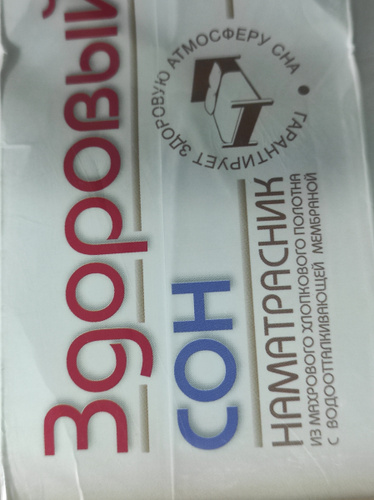 Здоровый
сон
ГАРАНТИРУЕТ ЗДОРОВУЮ АТМОСФЕРУ СНА
НАМАТРАСНИК
ИЗ МАХРОВОГО ХЛОПКОВОГО ПОЛОТНА
С ВОДООТТАЛКИВАЮЩЕЙ МЕМБРАНОЙ